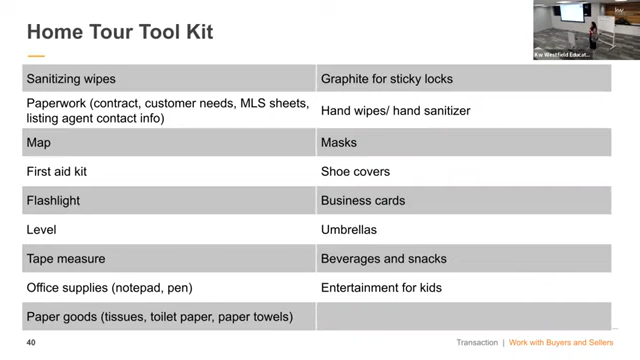 Home Tour Tool Kit
kw
Kw Westfield Educat...
Sanitizing wipes
Graphite for sticky locks
Paperwork (contract, customer needs, MLS sheets,
listing agent contact info)
Hand wipes/ hand sanitizer
Map
Masks
First aid kit
Shoe covers
Flashlight
Business cards
Level
Umbrellas
Tape measure
Beverages and snacks
Office supplies (notepad, pen)
Entertainment for kids
Paper goods (tissues, toilet paper, paper towels)
40
Transaction | Work with Buyers and Sellers